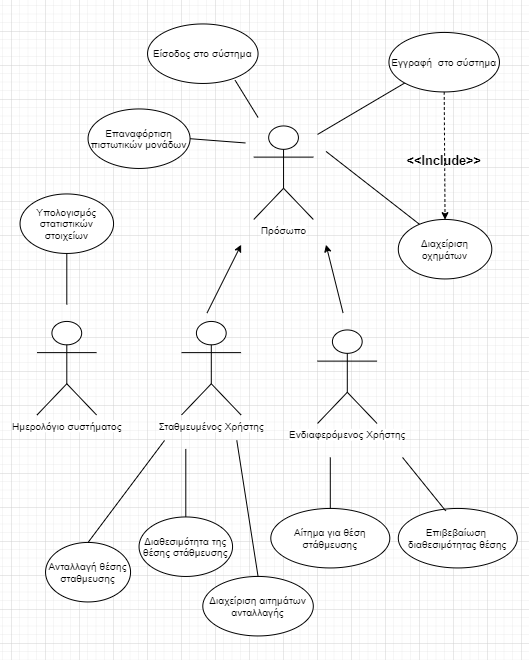 Είσοδος στο σύστημα
Εγγραφή στο σύστημα
Επαναφόρτιση
πιστωτικών μονάδων
<<Include>>
Υπολογισμός
στατιστικών
στοιχείων
Πρόσωπο
Διαχείριση
οχημάτων
Ημερολόγιο συστήματος
Σταθμευμένος Χρήστης
Ενδιαφερόμενος Χρήστης
Ανταλλαγή θέσης
σταθμευσης
Διαθεσιμότητα της
θέσης στάθμευσης
Διαχείριση αιτημάτων
ανταλλαγής
Αίτημα για θέση
στάθμευσης
Επιβεβαίωση
διαθεσιμότητας θέσης